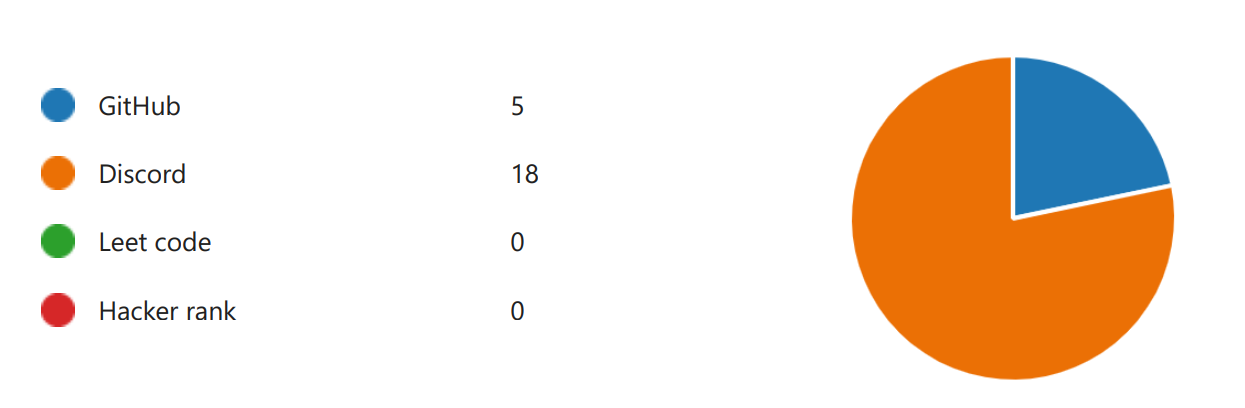 GitHub 5
Discord 18
Leet code 0
Hacker rank 0